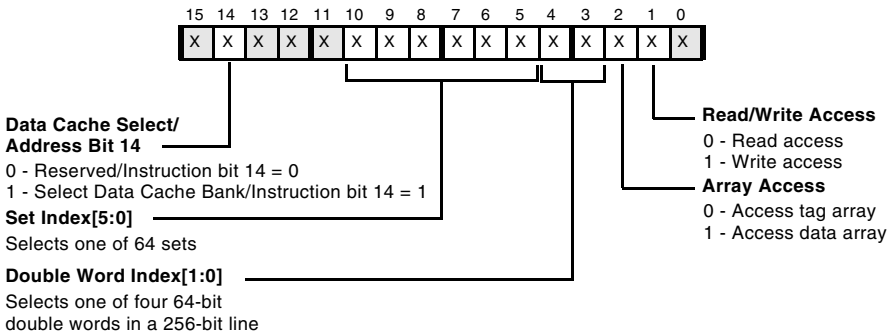 15 14 13 12 11 10 9 8 7 6 5 4 3 2 1 0
X X X X X X X X X X X X X X X X
Data Cache Select/
Address Bit 14
0 - Reserved/Instruction bit 14 = 0
1 - Select Data Cache Bank/Instruction bit 14 = 1
Set Index[5:0]
Selects one of 64 sets
Double Word Index[1:0]
Selects one of four 64-bit
double words in a 256-bit line
Read/Write Access
0 - Read access
1 - Write access
Array Access
0 - Access tag array
1 - Access data array